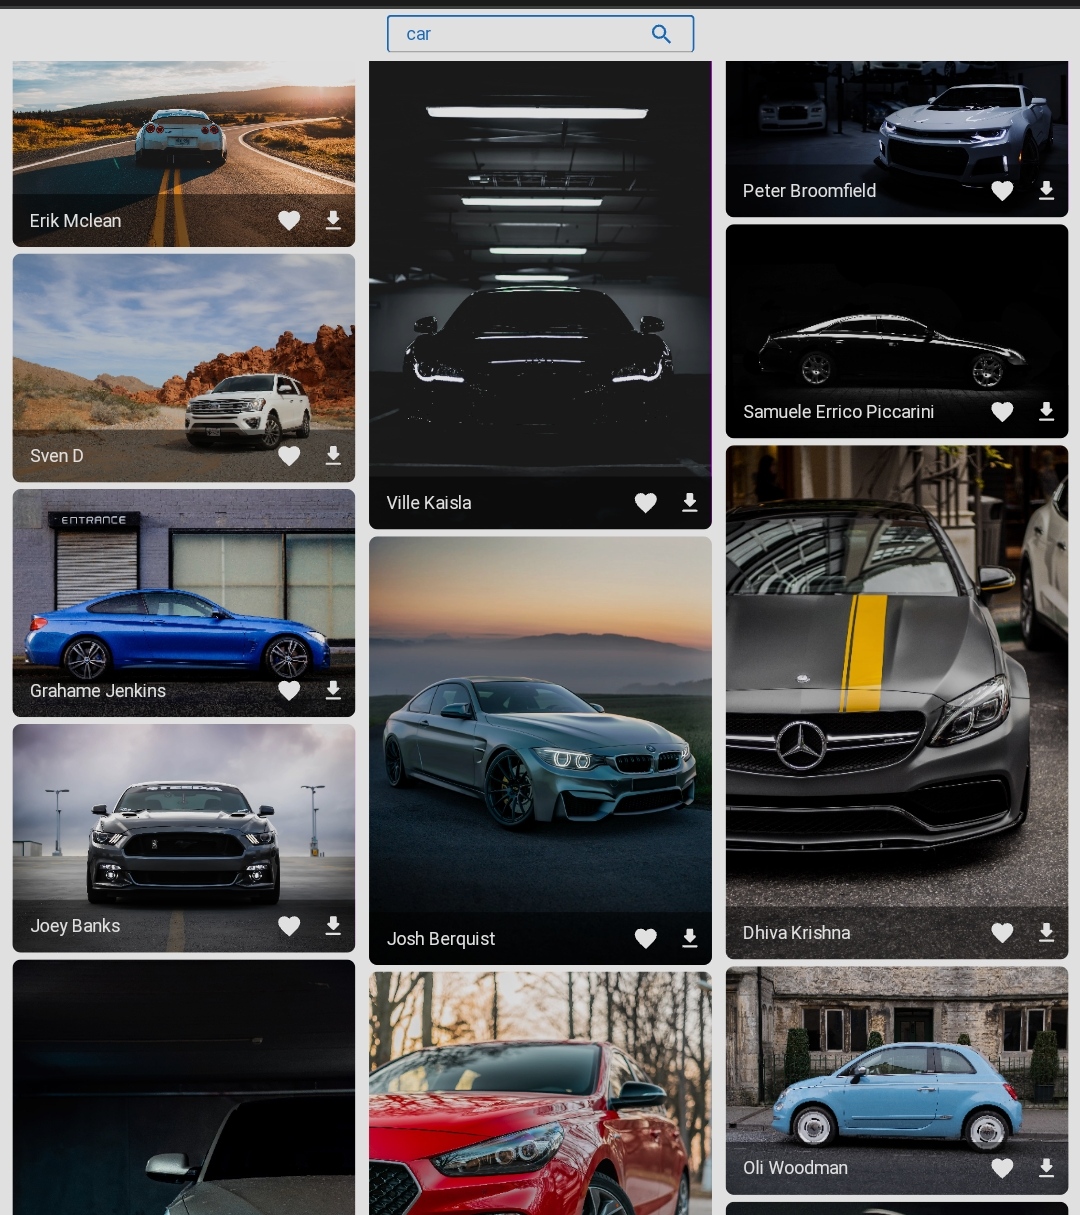 car
Erik Mclean
Sven D
ENTRANCE
Grahame Jenkins
STEEDA
Joey Banks
Ville Kaisla
Josh Berquist
Peter Broomfield
Samuele Errico Piccarini
Dhiva Krishna
Oli Woodman